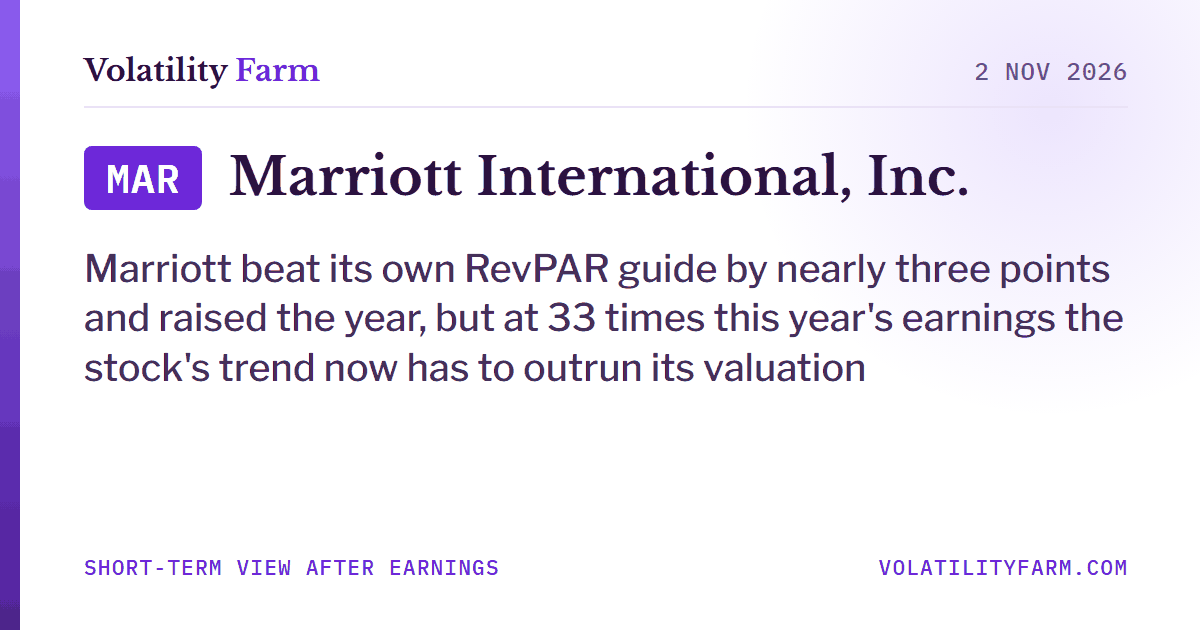 Volatility Farm
2 NOV 2026
MAR
Marriott International, Inc.
Marriott beat its own RevPAR guide by nearly three points
and raised the year, but at 33 times this year's earnings the
stock's trend now has to outrun its valuation
SHORT-TERM VIEW AFTER EARNINGS
VOLATILITYFARM.COM